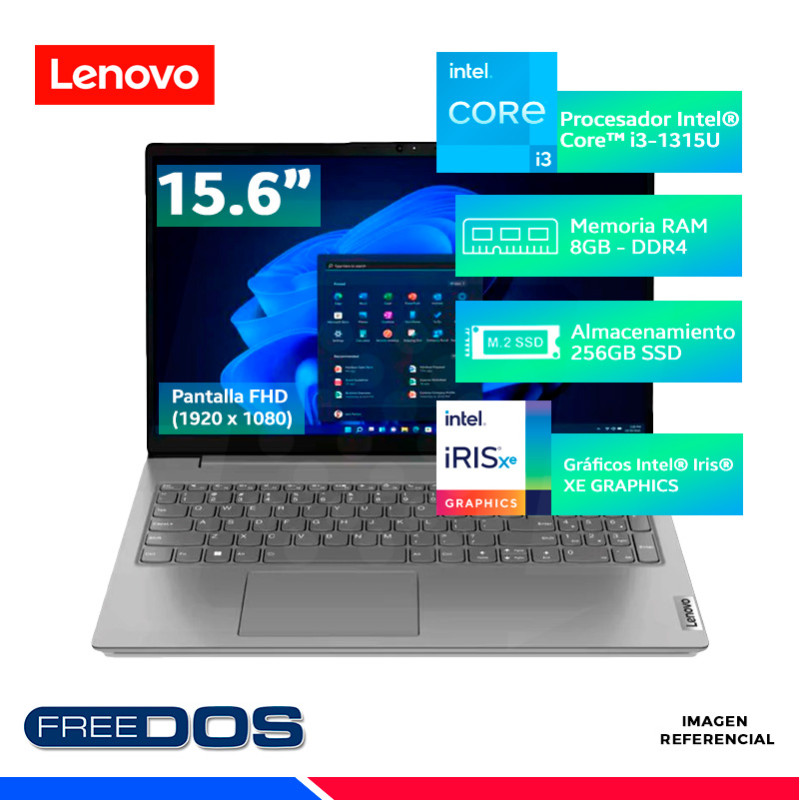 Lenovo
intel.
CORE
i3
Procesador Intel®
Core™ i3-1315U
15.6”
Memoria RAM
8GB - DDR4
M.2 SSD
Almacenamiento
256GB SSD
Pantalla FHD
(1920 x 1080)
intel.
iRISxe
GRAPHICS
Gráficos Intel® Iris®
XE GRAPHICS
Lenovo
FREEDOS
IMAGEN
REFERENCIAL